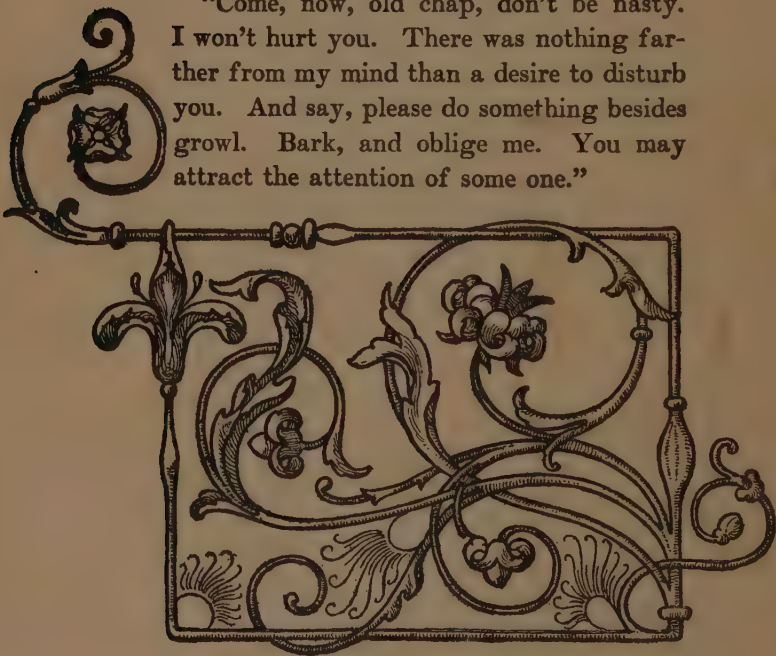 "Come, now, old chap, don't be nasty.
I won't hurt you. There was nothing far-
ther from my mind than a desire to disturb
you. And say, please do something besides
growl. Bark, and oblige me. You may
attract the attention of some one."